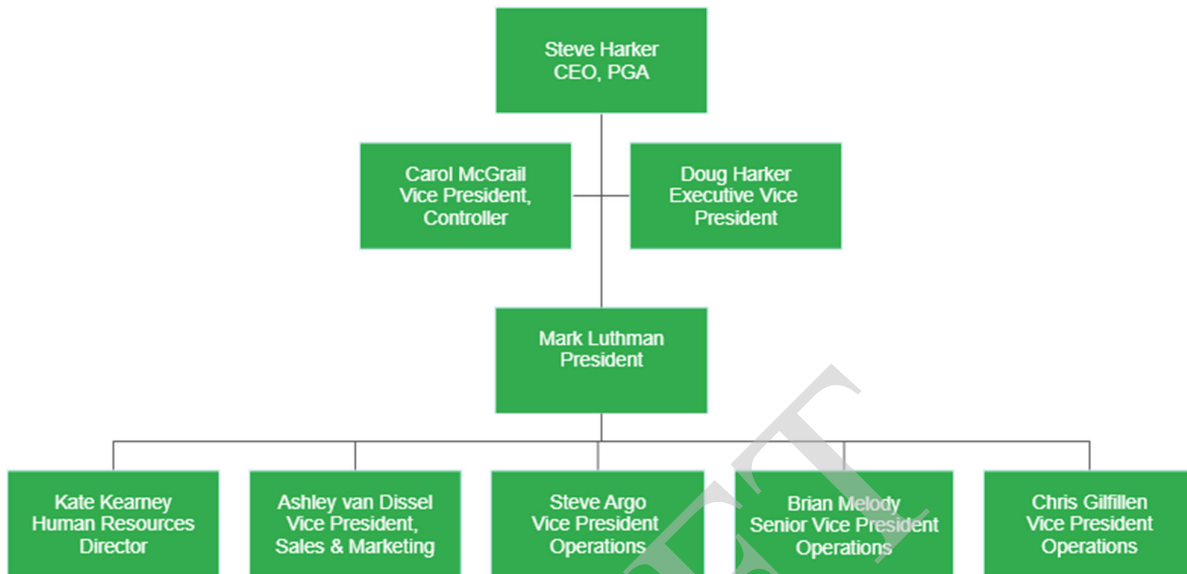 Steve Harker
CEO, PGA
Carol McGrail
Vice President,
Controller
Doug Harker
Executive Vice
President
Mark Luthman
President
Kate Kearney
Human Resources
Director
Ashley van Dissel
Vice President,
Sales & Marketing
Steve Argo
Vice President
Operations
Brian Melody
Senior Vice President
Operations
Chris Gilfillen
Vice President
Operations